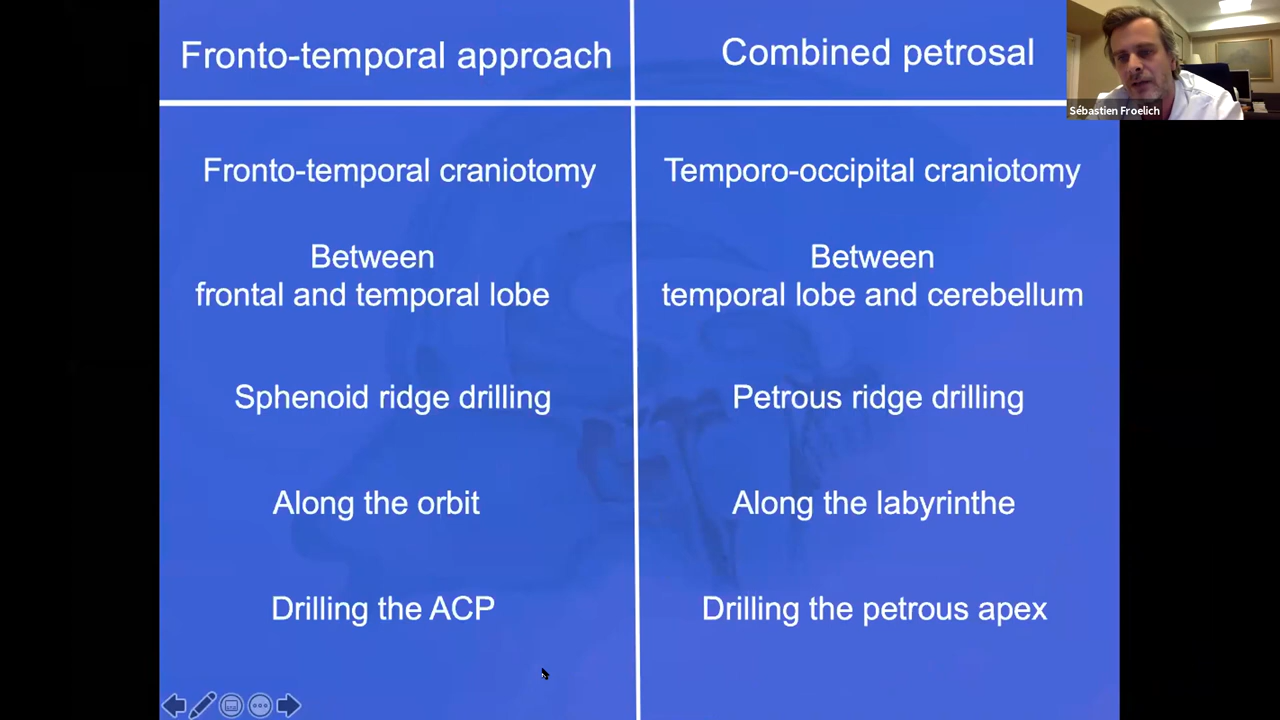 Fronto-temporal approach
Combined petrosal
Sébastien Froelich
Fronto-temporal craniotomy
Temporo-occipital craniotomy
Between
frontal and temporal lobe
Between
temporal lobe and cerebellum
Sphenoid ridge drilling
Petrous ridge drilling
Along the orbit
Along the labyrinthe
Drilling the ACP
Drilling the petrous apex